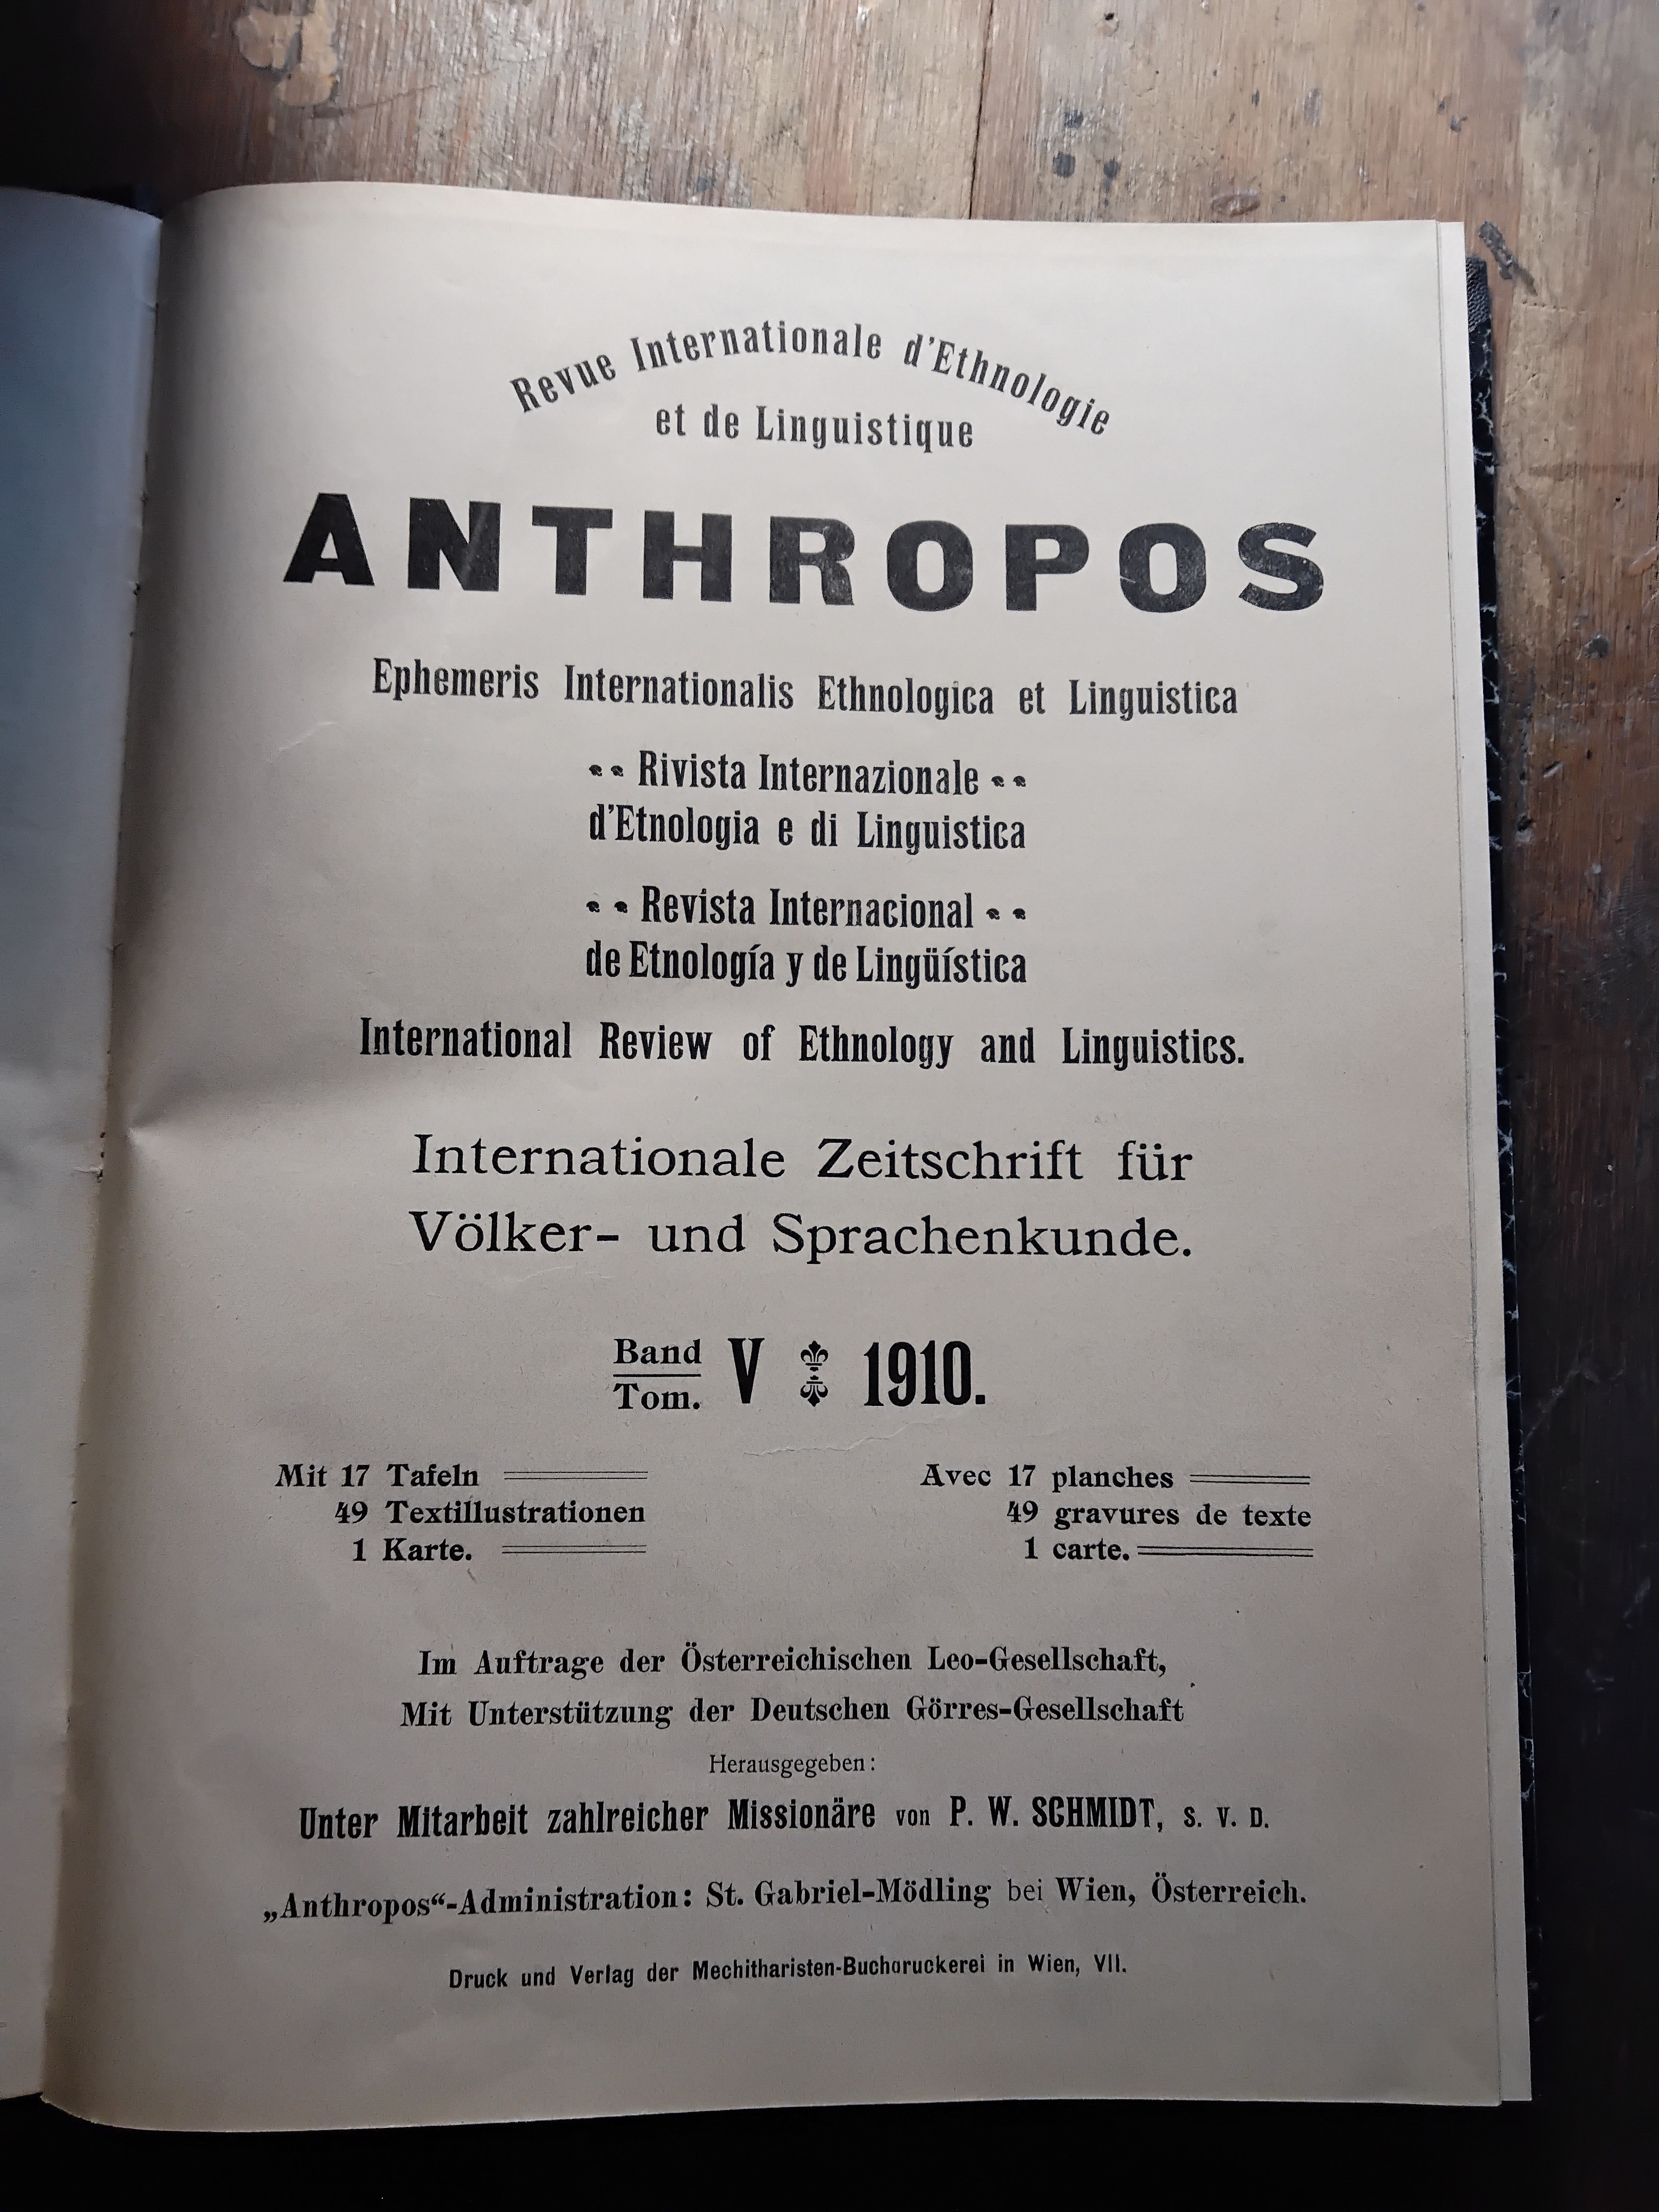 Revue Internationale d'Ethnologie
et de Linguistique
ANTHROPOS
Ephemeris Internationalis Ethnologica et Linguistica
Rivista Internazionale
d'Etnologia e di Linguistica
Revista Internacional
de Etnología y de Lingüística
International Review of Ethnology and Linguistics.
Internationale Zeitschrift für
Völker- und Sprachenkunde.
Band
Tom. V 1910.
Mit 17 Tafeln
49 Textillustrationen
1 Karte.
Avec 17 planches
49 gravures de texte
1 carte.
Im Auftrage der Österreichischen Leo-Gesellschaft,
Mit Unterstützung der Deutschen Görres-Gesellschaft
Herausgegeben:
Unter Mitarbeit zahlreicher Missionäre von P. W. SCHMIDT, S. V. D.
„Anthropos“-Administration: St. Gabriel-Mödling bei Wien, Österreich.
Druck und Verlag der Mechitharisten-Buchdruckerei in Wien, VII.